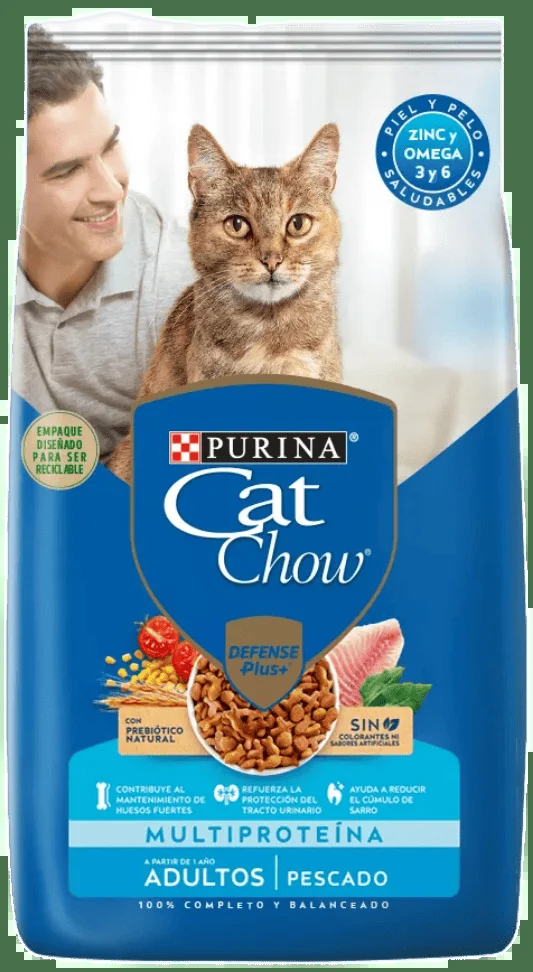 PIEL Y PELO
ZINC y
OMEGA
3 y 6
SALUDABLES
EMPAQUE
DISEÑADO
PARA SER
RECICLABLE
PURINA®
Cat
Chow®
DEFENSE
Plus+
CON
PREBIÓTICO
NATURAL
SIN
COLORANTES NI
SABORES ARTIFICIALES
CONTRIBUYE AL
MANTENIMIENTO DE
HUESOS FUERTES
REFUERZA LA
PROTECCIÓN DEL
TRACTO URINARIO
AYUDA A REDUCIR
EL CÚMULO DE
SARRO
MULTIPROTEÍNA
A PARTIR DE 1 AÑO
ADULTOS | PESCADO
100% COMPLETO Y BALANCEADO